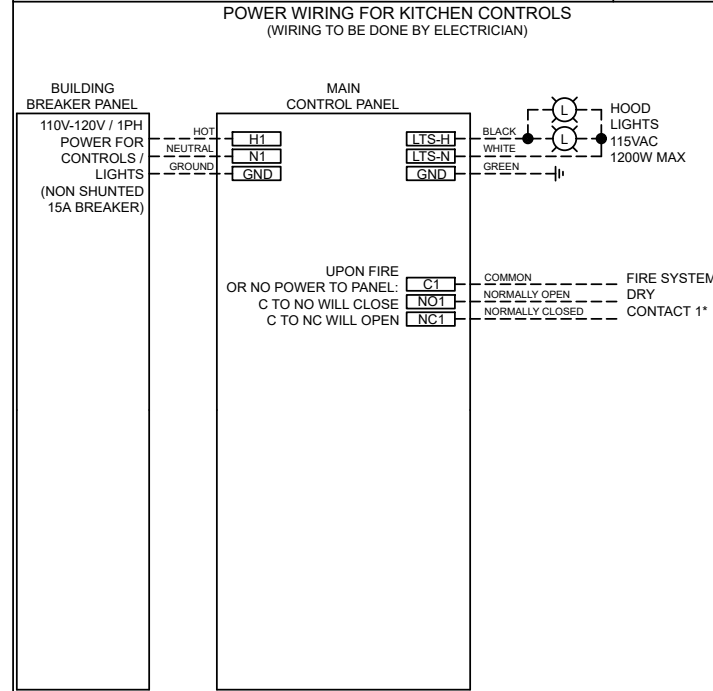 POWER WIRING FOR KITCHEN CONTROLS
(WIRING TO BE DONE BY ELECTRICIAN)
BUILDING
BREAKER PANEL
110V-120V / 1PH
POWER FOR
CONTROLS /
LIGHTS
(NON SHUNTED
15A BREAKER)
HOT
NEUTRAL
GROUND
MAIN
CONTROL PANEL
H1
N1
GND
LTS-H
LTS-N
GND
BLACK
WHITE
GREEN
L
L
HOOD
LIGHTS
115VAC
1200W MAX
UPON FIRE
OR NO POWER TO PANEL:
C TO NO WILL CLOSE
C TO NC WILL OPEN
C1
NO1
NC1
COMMON
NORMALLY OPEN
NORMALLY CLOSED
FIRE SYSTEM
DRY
CONTACT 1*